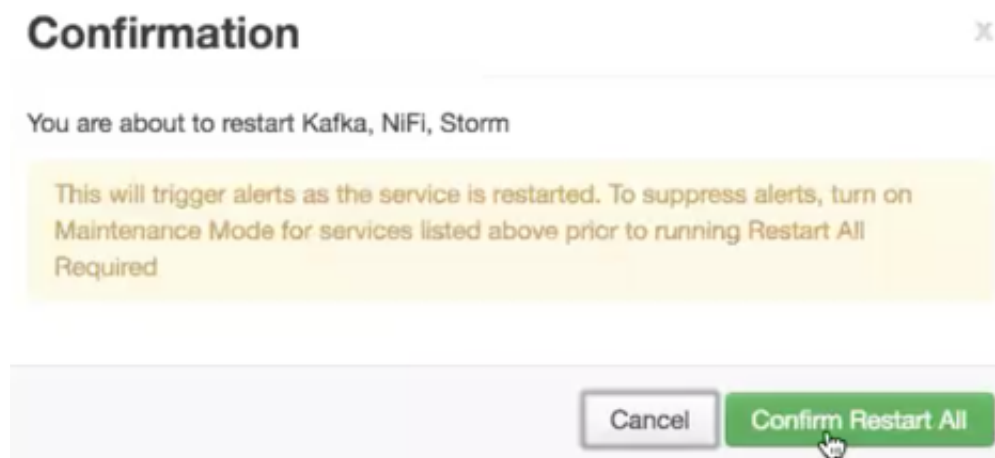 Confirmation
x
You are about to restart Kafka, NiFi, Storm
This will trigger alerts as the service is restarted. To suppress alerts, turn on
Maintenance Mode for services listed above prior to running Restart All
Required
Cancel
Confirm Restart All